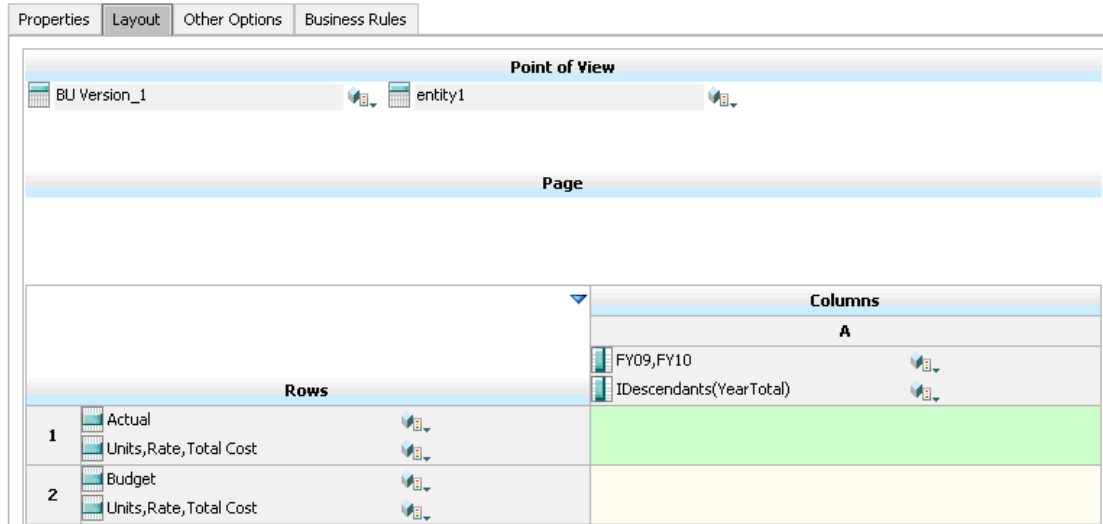 Properties Layout Other Options Business Rules
Point of View
BU Version_1 entity1
Page
Columns
A
FY09,FY10
Rows IDescendants(YearTotal)
1 Actual
Units,Rate,Total Cost
2 Budget
Units,Rate,Total Cost